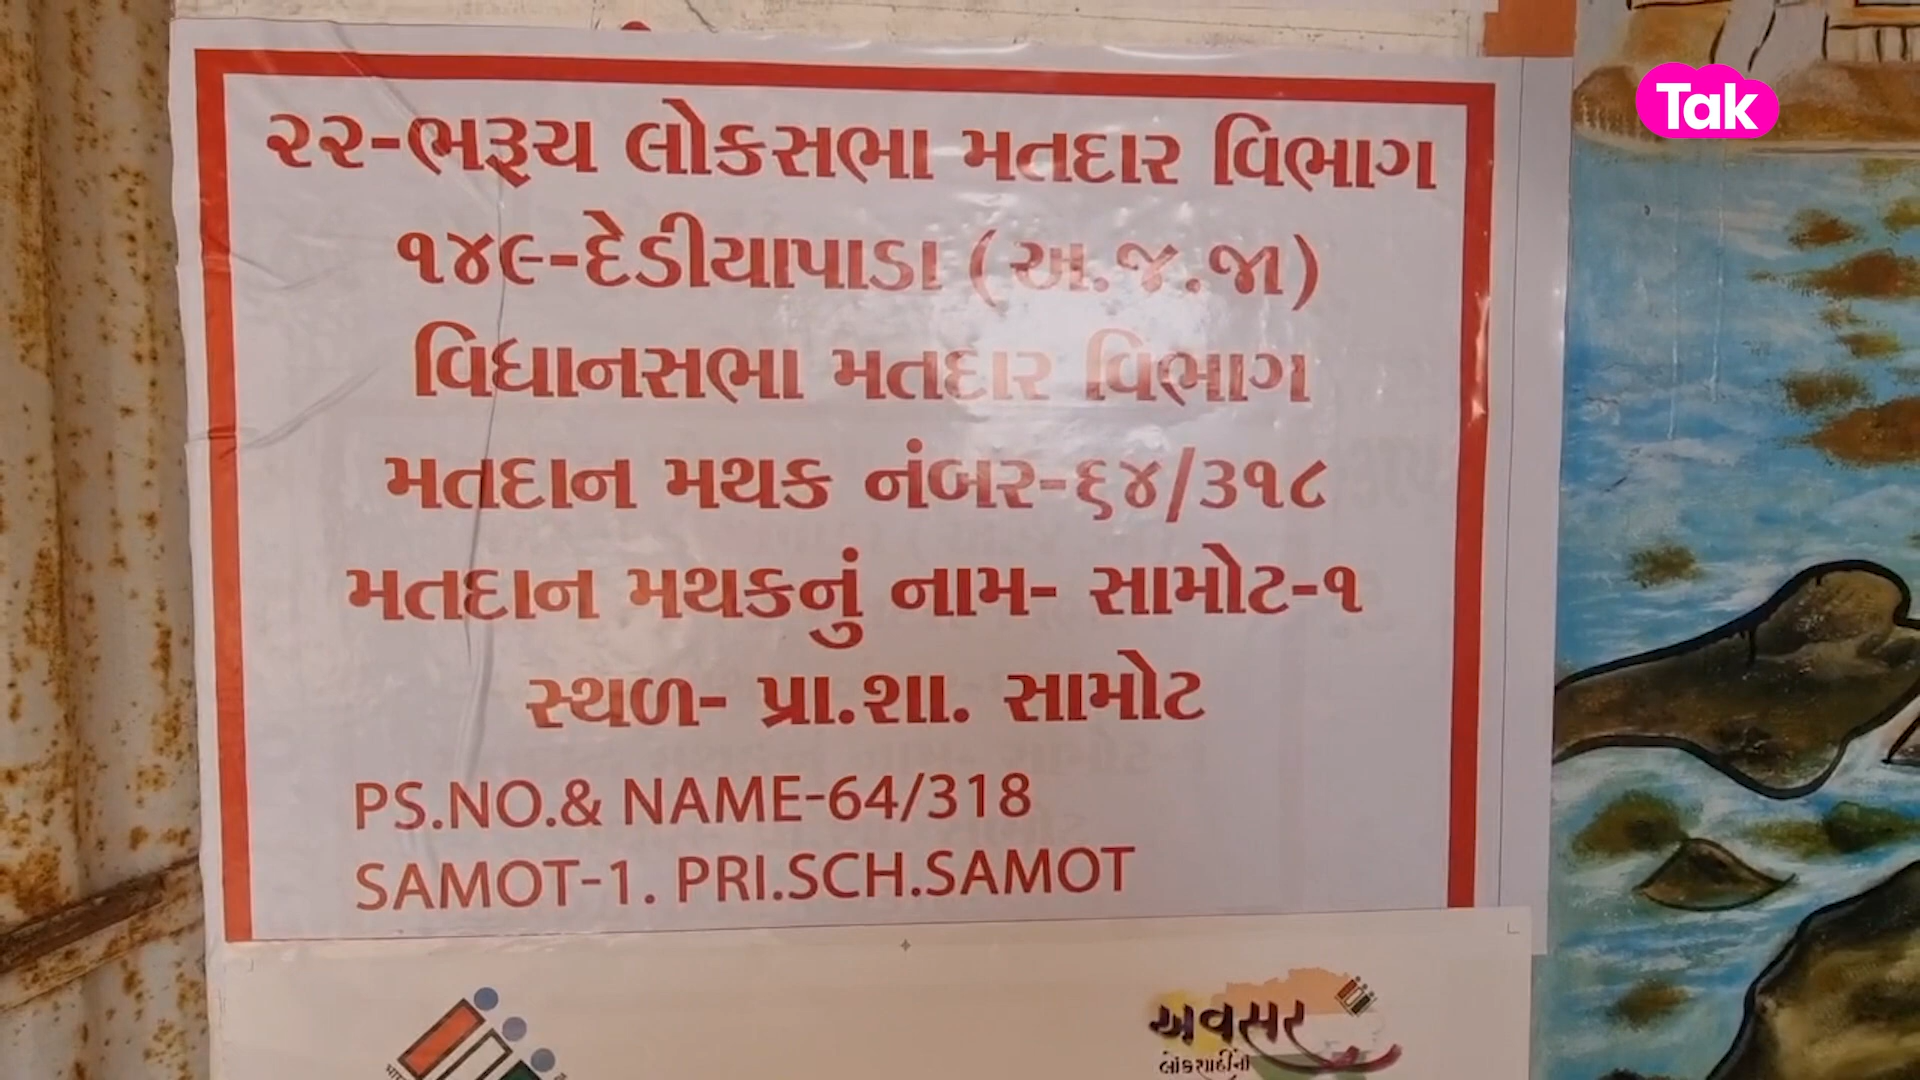 Tak
૨૨-ભરૂચ લોકસભા મતદાર વિભાગ
૧૪૯-દેડીયાપાડા (અ.જ.જા)
વિધાનસભા મતદાર વિભાગ
મતદાન મથક નંબર-૬૪/૩૧૮
મતદાન મથકનું નામ- સામોટ-૧
સ્થળ- પ્રા.શા. સામોટ
PS.NO.& NAME-64/318
SAMOT-1. PRI.SCH.SAMOT
અવસર
લોકશાહીનો